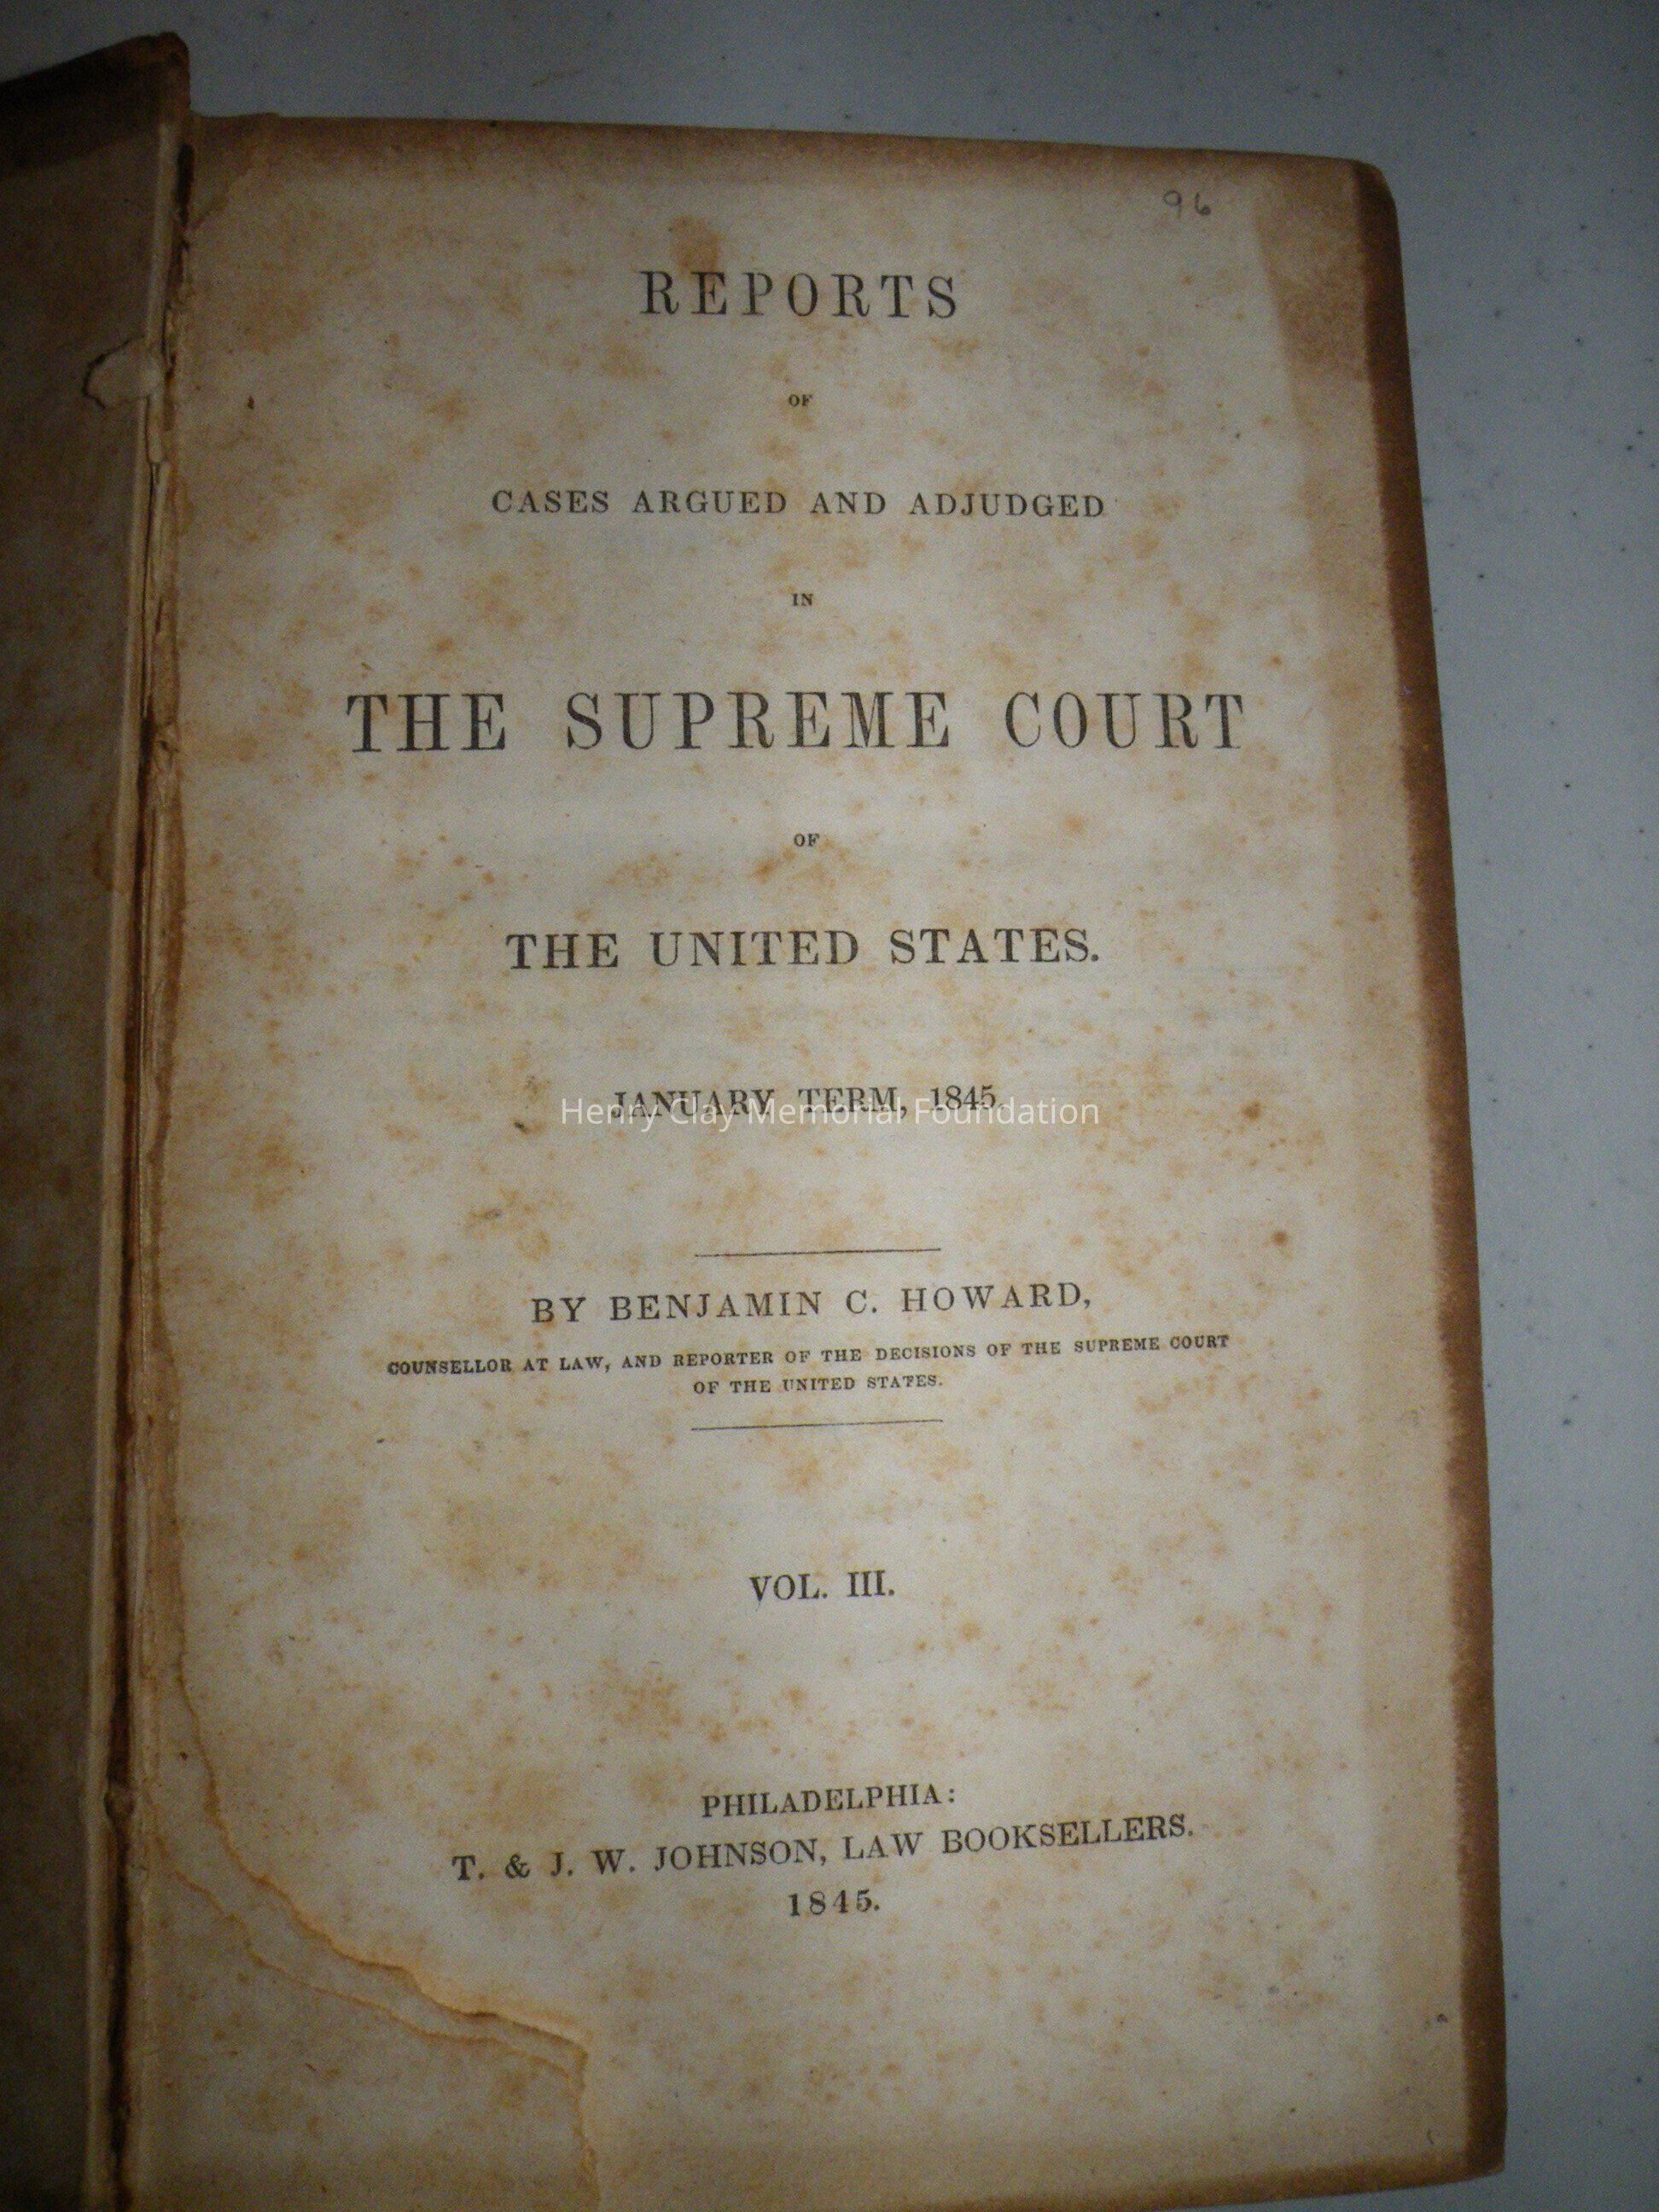 96
REPORTS
OF
CASES ARGUED AND ADJUDGED
IN
THE SUPREME COURT
OF
THE UNITED STATES.
JANUARY TERM, 1845.
Henry Clay Memorial Foundation
BY BENJAMIN C. HOWARD,
COUNSELLOR AT LAW, AND REPORTER OF THE DECISIONS OF THE SUPREME COURT
OF THE UNITED STATES.
VOL. III.
PHILADELPHIA:
T. & J. W. JOHNSON, LAW BOOKSELLERS.
1845.